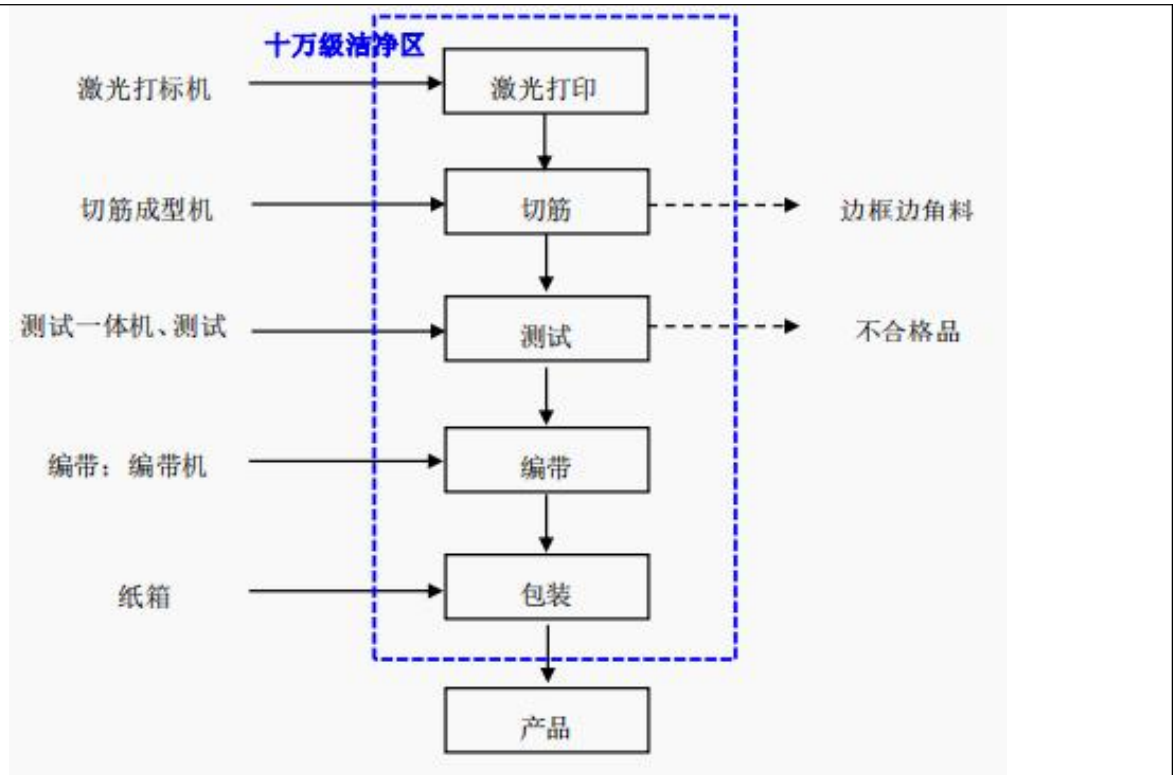 十万级洁净区
激光打标机
激光打印
切筋成型机
切筋
边框边角料
测试一体机、测试
测试
不合格品
编带：编带机
编带
纸箱
包装
产品